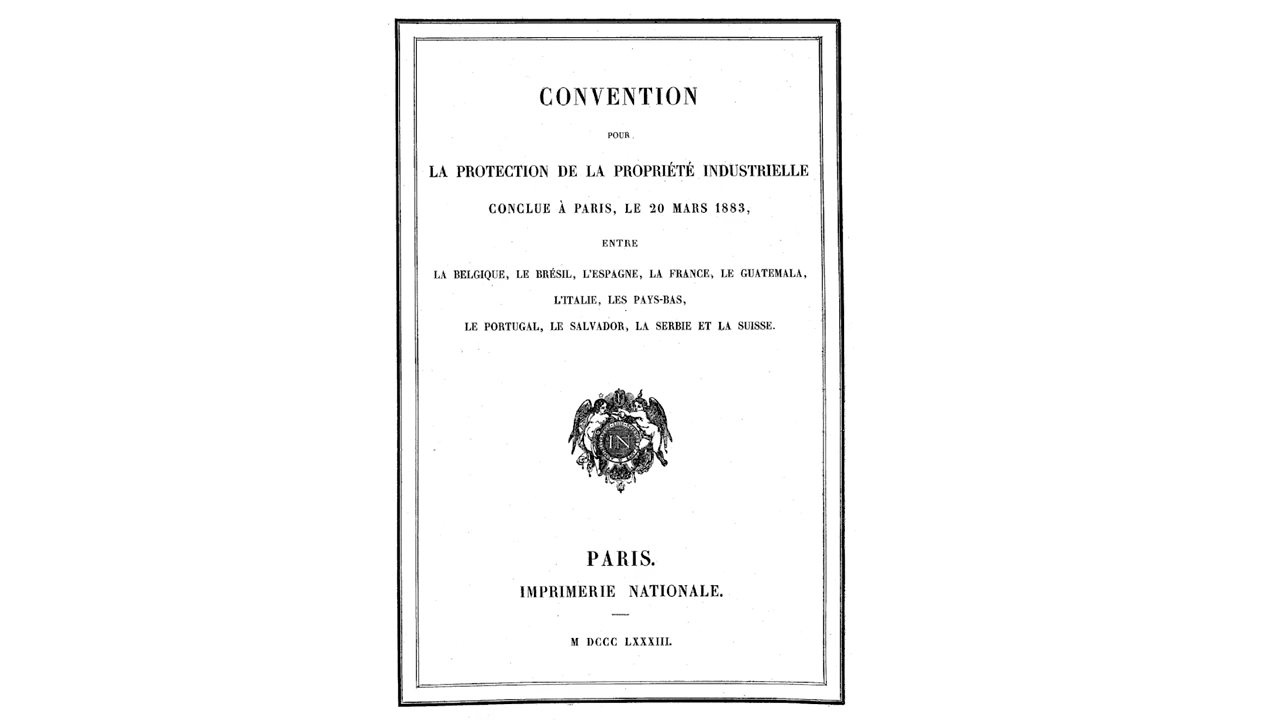 CONVENTION
POUR
LA PROTECTION DE LA PROPRIÉTÉ INDUSTRIELLE
CONCLUE À PARIS, LE 20 MARS 1883,
ENTRE
LA BELGIQUE, LE BRÉSIL, L'ESPAGNE, LA FRANCE, LE GUATEMALA,
L'ITALIE, LES PAYS-BAS,
LE PORTUGAL, LE SALVADOR, LA SERBIE ET LA SUISSE.
IN
PARIS.
IMPRIMERIE NATIONALE.
M DCCC LXXXIII.